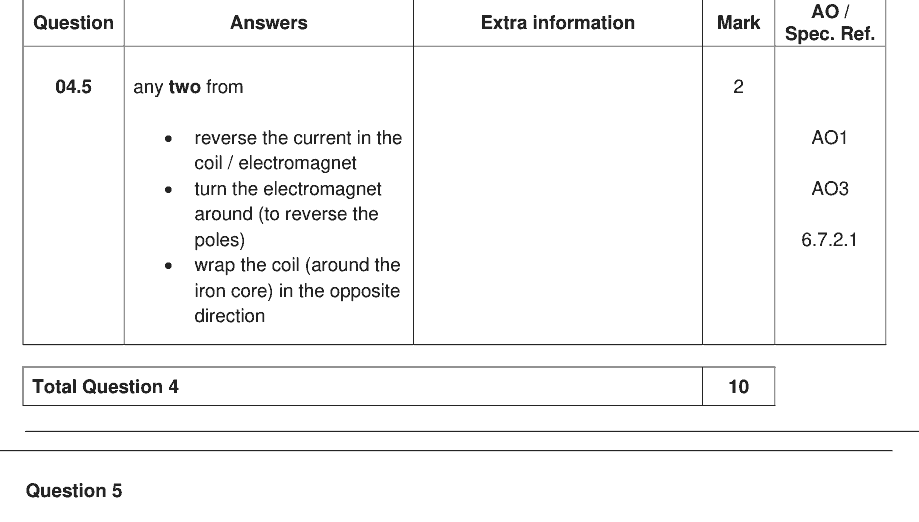 Question Answers Extra information Mark AO /
Spec. Ref.
04.5 any two from 2
• reverse the current in the AO1
coil / electromagnet
• turn the electromagnet AO3
around (to reverse the
poles) 6.7.2.1
• wrap the coil (around the
iron core) in the opposite
direction
Total Question 4 10
Question 5